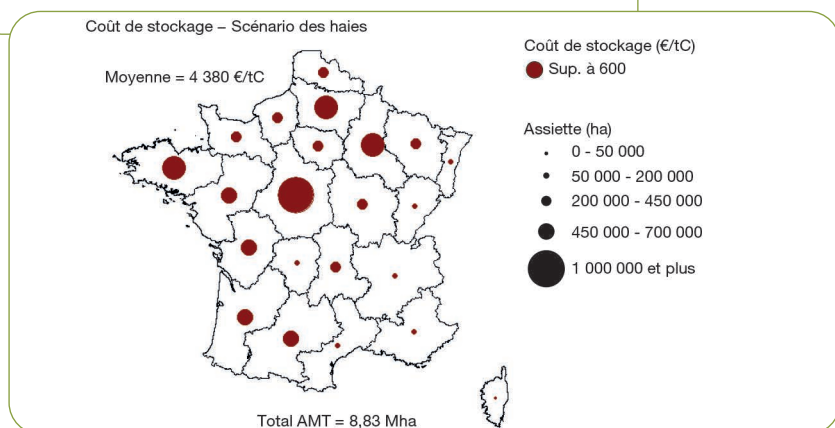 Coût de stockage – Scénario des haies
Moyenne = 4 380 €/tC
Coût de stockage (€/tC)
Sup. à 600
Assiette (ha)
0 - 50 000
50 000 - 200 000
200 000 - 450 000
450 000 - 700 000
1 000 000 et plus
Total AMT = 8,83 Mha